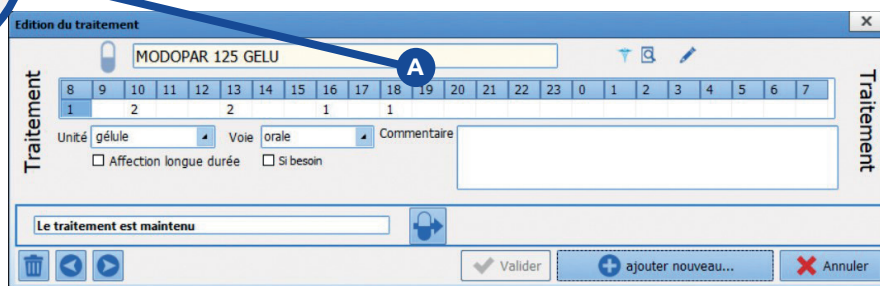 Edition du traitement
MODOPAR 125 GELU
A
Traitement
8 9 10 11 12 13 14 15 16 17 18 19 20 21 22 23 0 1 2 3 4 5 6 7
1 2 2 1 1
Unité gélule Voie orale Commentaire
Affection longue durée Si besoin
Traitement
Le traitement est maintenu
Valider ajouter nouveau... Annuler